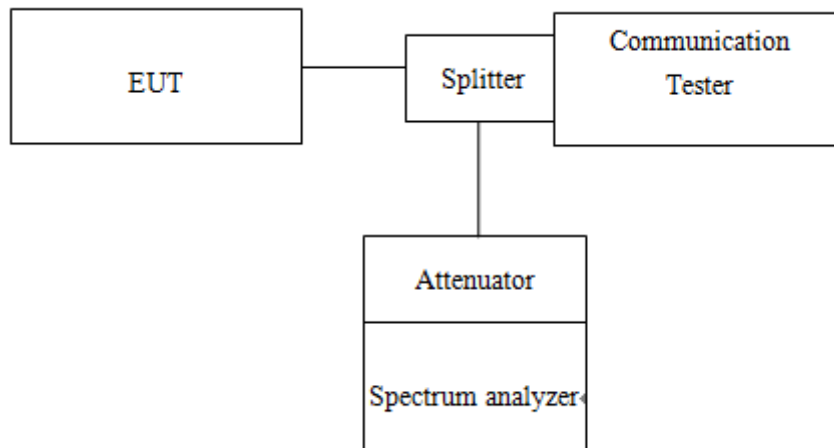 EUT
Splitter
Communication
Tester
Attenuator
Spectrum analyzer